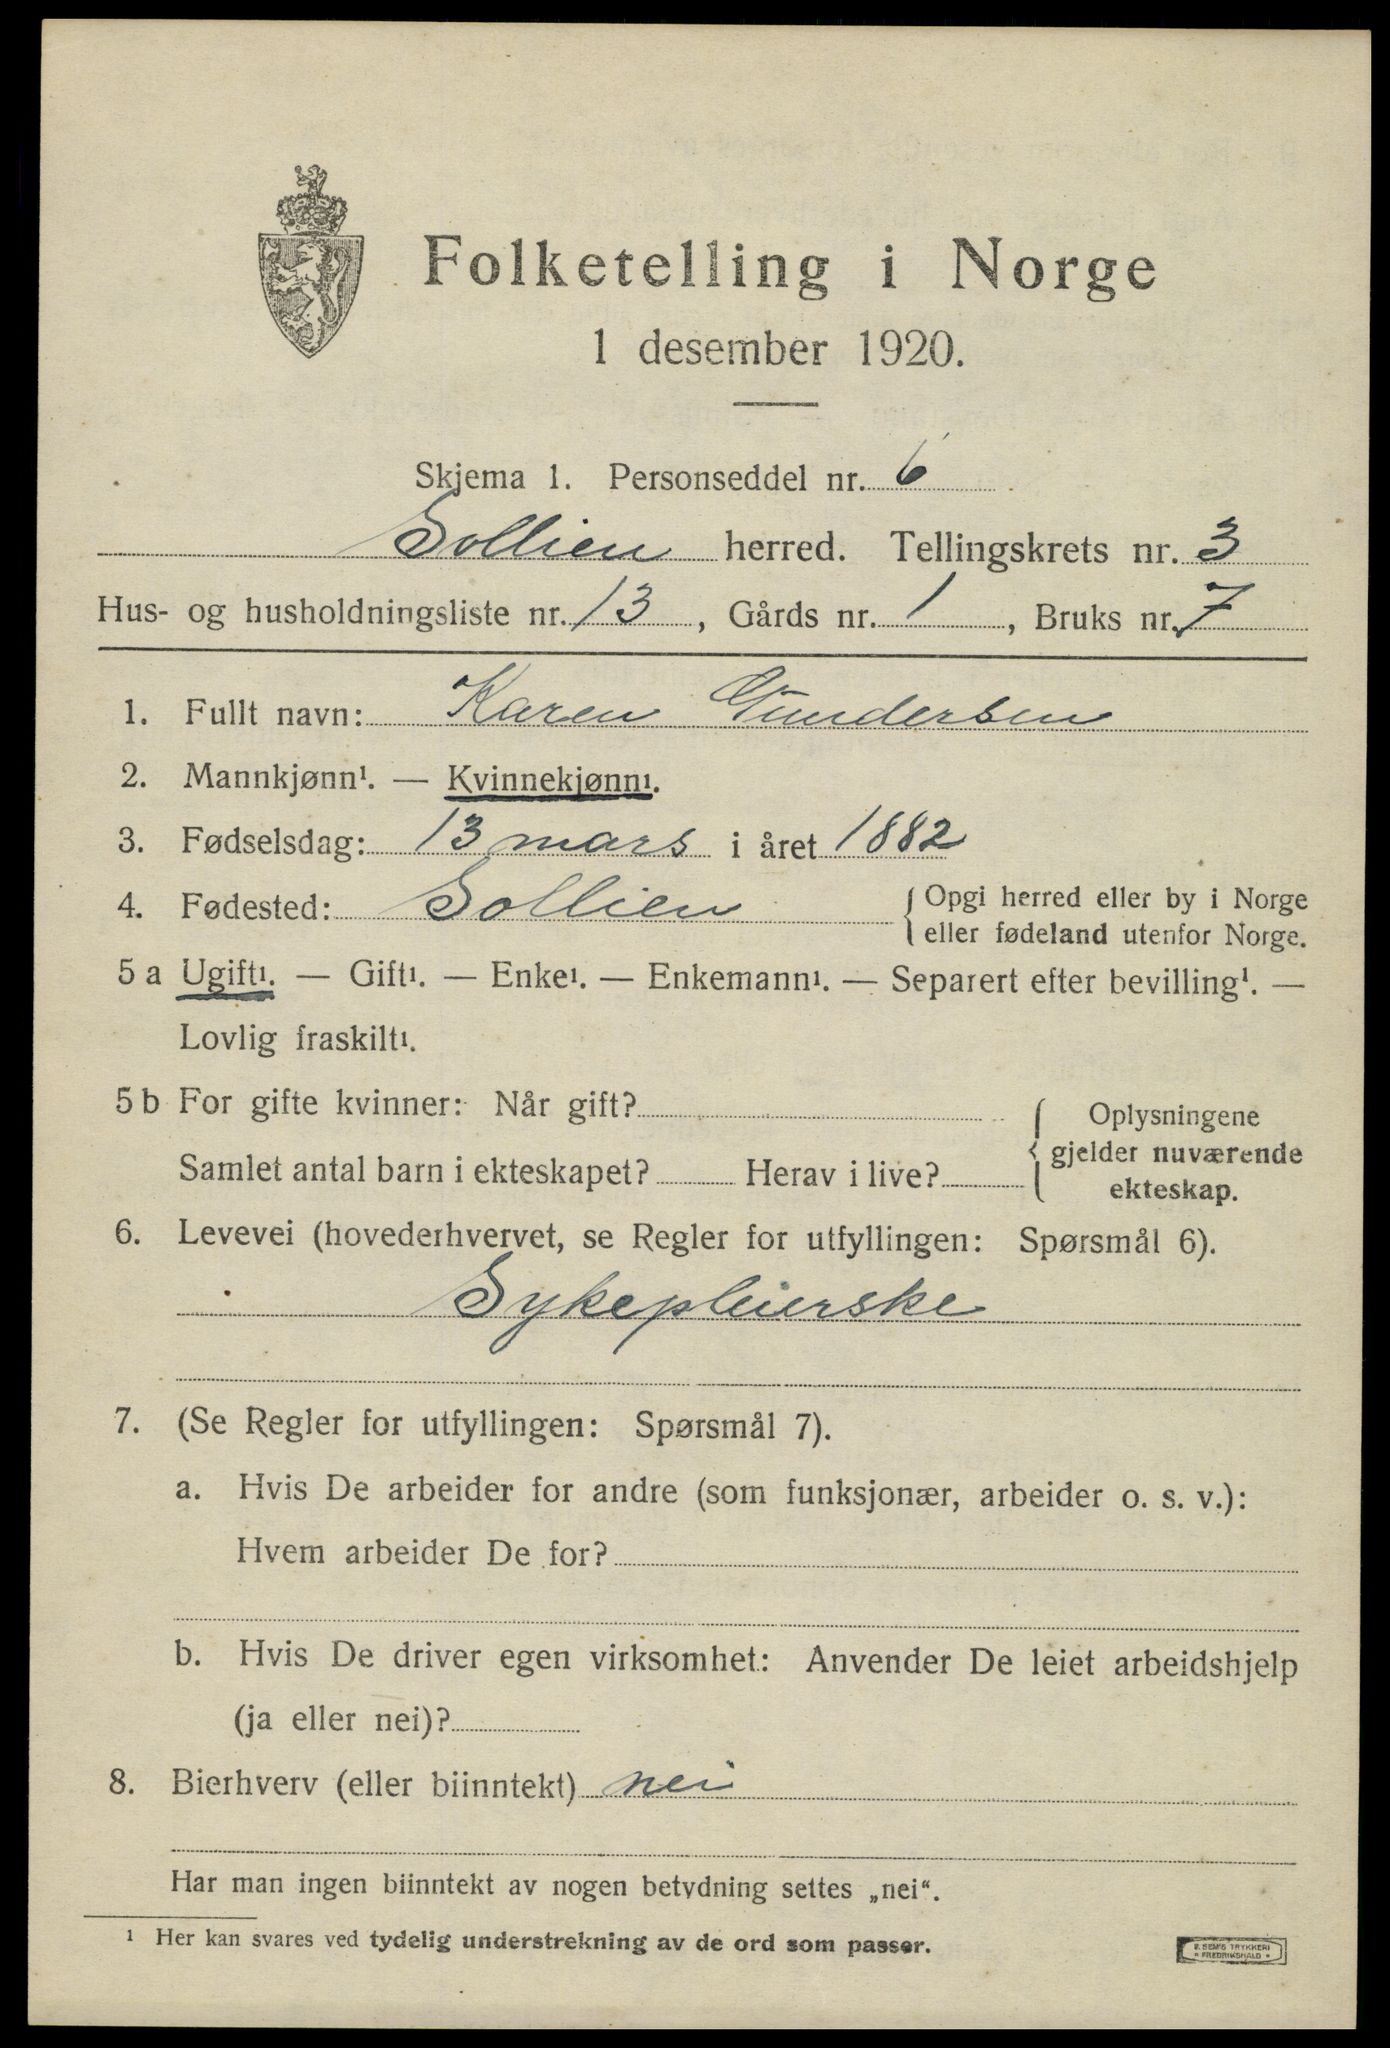 Folketelling i Norge
1 desember 1920.
Skjema 1. Personseddel nr. 6
Sollien herred. Tellingskrets nr. 3
Hus- og husholdningsliste nr. 13, Gårds nr. 1, Bruks nr. 7
1. Fullt navn: Karen Gundersen
2. Mannkjønn¹. — Kvinnekjønn¹.
3. Fødselsdag: 13 mars i året 1882
4. Fødested: Sollien { Opgi herred eller by i Norge
eller fødeland utenfor Norge.
5 a Ugift¹. — Gift¹. — Enke¹. — Enkemann¹. — Separert efter bevilling¹. —
Lovlig fraskilt¹.
5 b For gifte kvinner: Når gift?
Samlet antal barn i ekteskapet? Herav i live?
{ Oplysningene
gjelder nuværende
ekteskap.
6. Levevei (hovederhvervet, se Regler for utfyllingen: Spørsmål 6).
Sykepleierske
7. (Se Regler for utfyllingen: Spørsmål 7).
a. Hvis De arbeider for andre (som funksjonær, arbeider o. s. v.):
Hvem arbeider De for?
b. Hvis De driver egen virksomhet: Anvender De leiet arbeidshjelp
(ja eller nei)?
8. Bierhverv (eller biinntekt) nei
Har man ingen biinntekt av nogen betydning settes „nei“.
¹ Her kan svares ved tydelig understrekning av de ord som passer.
E. SEM'S TRYKKERI
• FREDRIKSHALD •